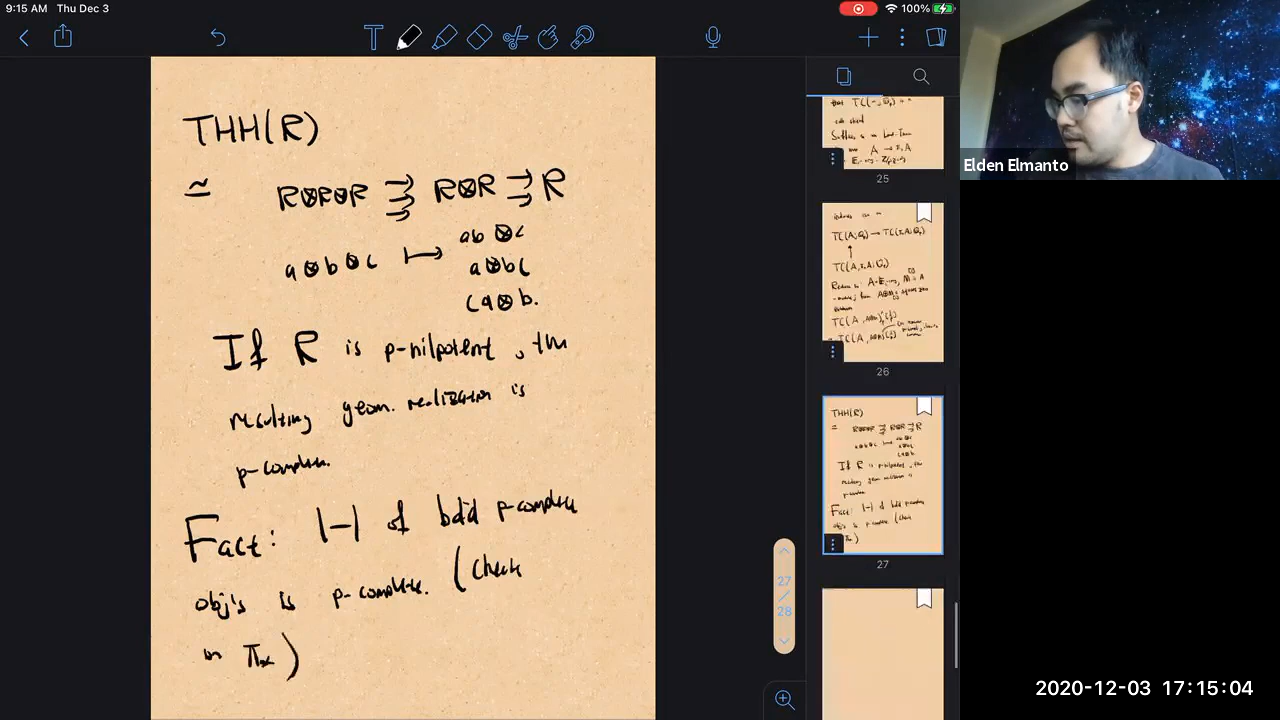 9:15 AM Thu Dec 3
100%
THH(R)
≃ R⊗R⊗R R⊗R R
a⊗b⊗c ↦ ab⊗c
a⊗bc
ca⊗b.
If R is p-nilpotent, the
resulting geom. realization is
p-complete.
Fact: |-| of bdd p-complete
obj's is p-complete. (check
on π*)
25
26
27
27
/
28
Elden Elmanto
2020-12-03 17:15:04